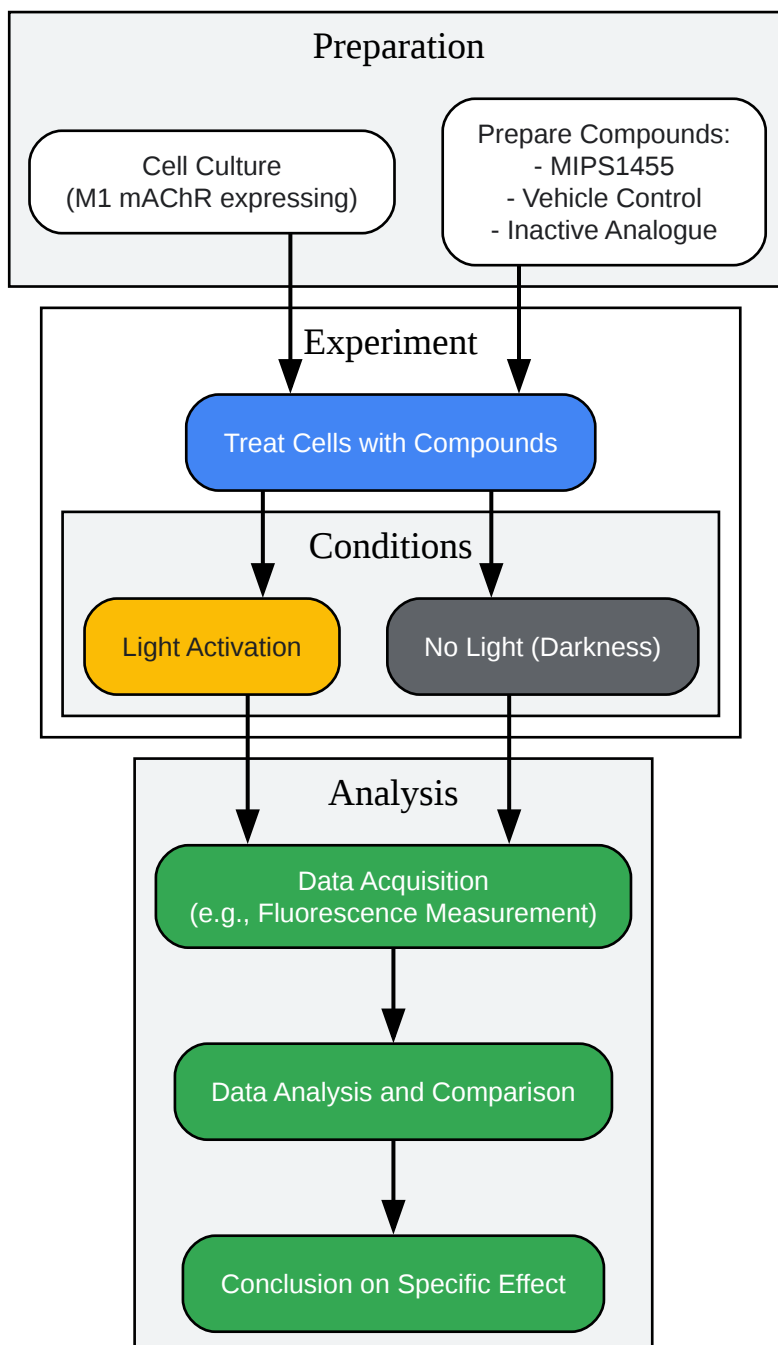 Preparation
Cell Culture
(M1 mAChR expressing)
Prepare Compounds:
- MIPS1455
- Vehicle Control
- Inactive Analogue
Experiment
Treat Cells with Compounds
Conditions
Light Activation
No Light (Darkness)
Analysis
Data Acquisition
(e.g., Fluorescence Measurement)
Data Analysis and Comparison
Conclusion on Specific Effect